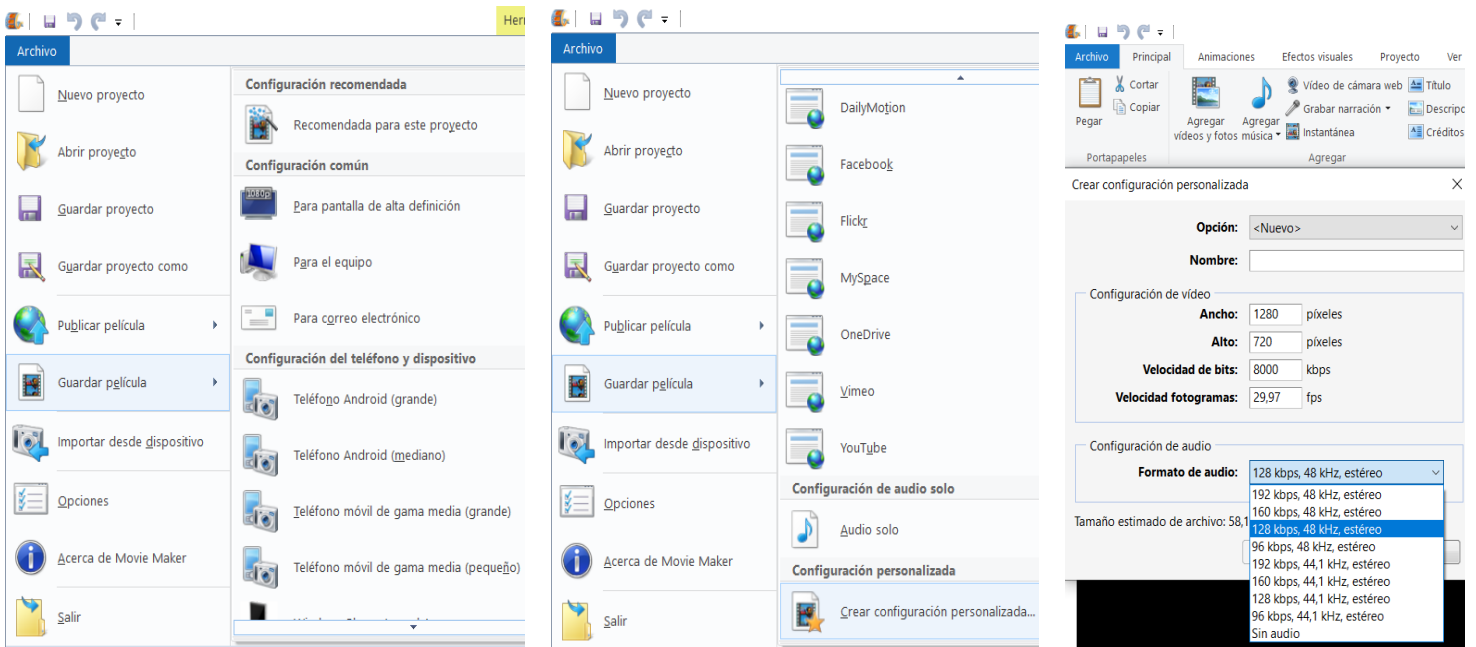 Herr
Archivo
Nuevo proyecto
Abrir proyecto
Guardar proyecto
Guardar proyecto como
Publicar película
Guardar película
Importar desde dispositivo
Opciones
Acerca de Movie Maker
Salir
Configuración recomendada
Recomendada para este proyecto
Configuración común
1080p
Para pantalla de alta definición
Para el equipo
Para correo electrónico
Configuración del teléfono y dispositivo
Teléfono Android (grande)
Teléfono Android (mediano)
Teléfono móvil de gama media (grande)
Teléfono móvil de gama media (pequeño)
Archivo
Nuevo proyecto
Abrir proyecto
Guardar proyecto
Guardar proyecto como
Publicar película
Guardar película
Importar desde dispositivo
Opciones
Acerca de Movie Maker
Salir
DailyMotion
Facebook
Flickr
MySpace
OneDrive
Vimeo
YouTube
Configuración de audio solo
Audio solo
Configuración personalizada
Crear configuración personalizada...
Archivo Principal Animaciones Efectos visuales Proyecto Ver
Pegar
Cortar
Copiar
Portapapeles
Agregar
vídeos y fotos
Agregar
música
Vídeo de cámara web
Grabar narración
Instantánea
Título
Descripc
Créditos
Agregar
Crear configuración personalizada
Opción: <Nuevo>
Nombre:
Configuración de vídeo
Ancho: 1280 píxeles
Alto: 720 píxeles
Velocidad de bits: 8000 kbps
Velocidad fotogramas: 29,97 fps
Configuración de audio
Formato de audio: 128 kbps, 48 kHz, estéreo
192 kbps, 48 kHz, estéreo
160 kbps, 48 kHz, estéreo
128 kbps, 48 kHz, estéreo
96 kbps, 48 kHz, estéreo
192 kbps, 44,1 kHz, estéreo
160 kbps, 44,1 kHz, estéreo
128 kbps, 44,1 kHz, estéreo
96 kbps, 44,1 kHz, estéreo
Sin audio
Tamaño estimado de archivo: 58,1